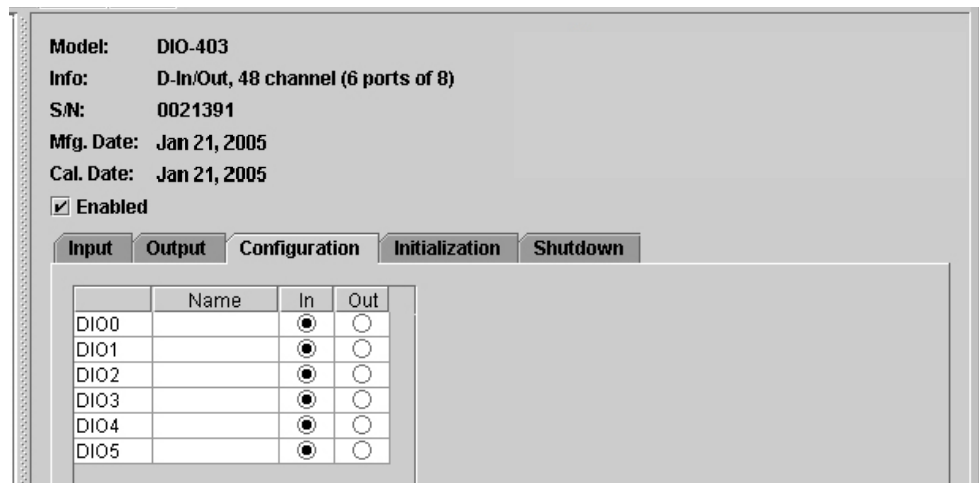 Model: DIO-403
Info: D-In/Out, 48 channel (6 ports of 8)
S/N: 0021391
Mfg. Date: Jan 21, 2005
Cal. Date: Jan 21, 2005
Enabled
Input Output Configuration Initialization Shutdown
Name In Out
DIO0
DIO1
DIO2
DIO3
DIO4
DIO5